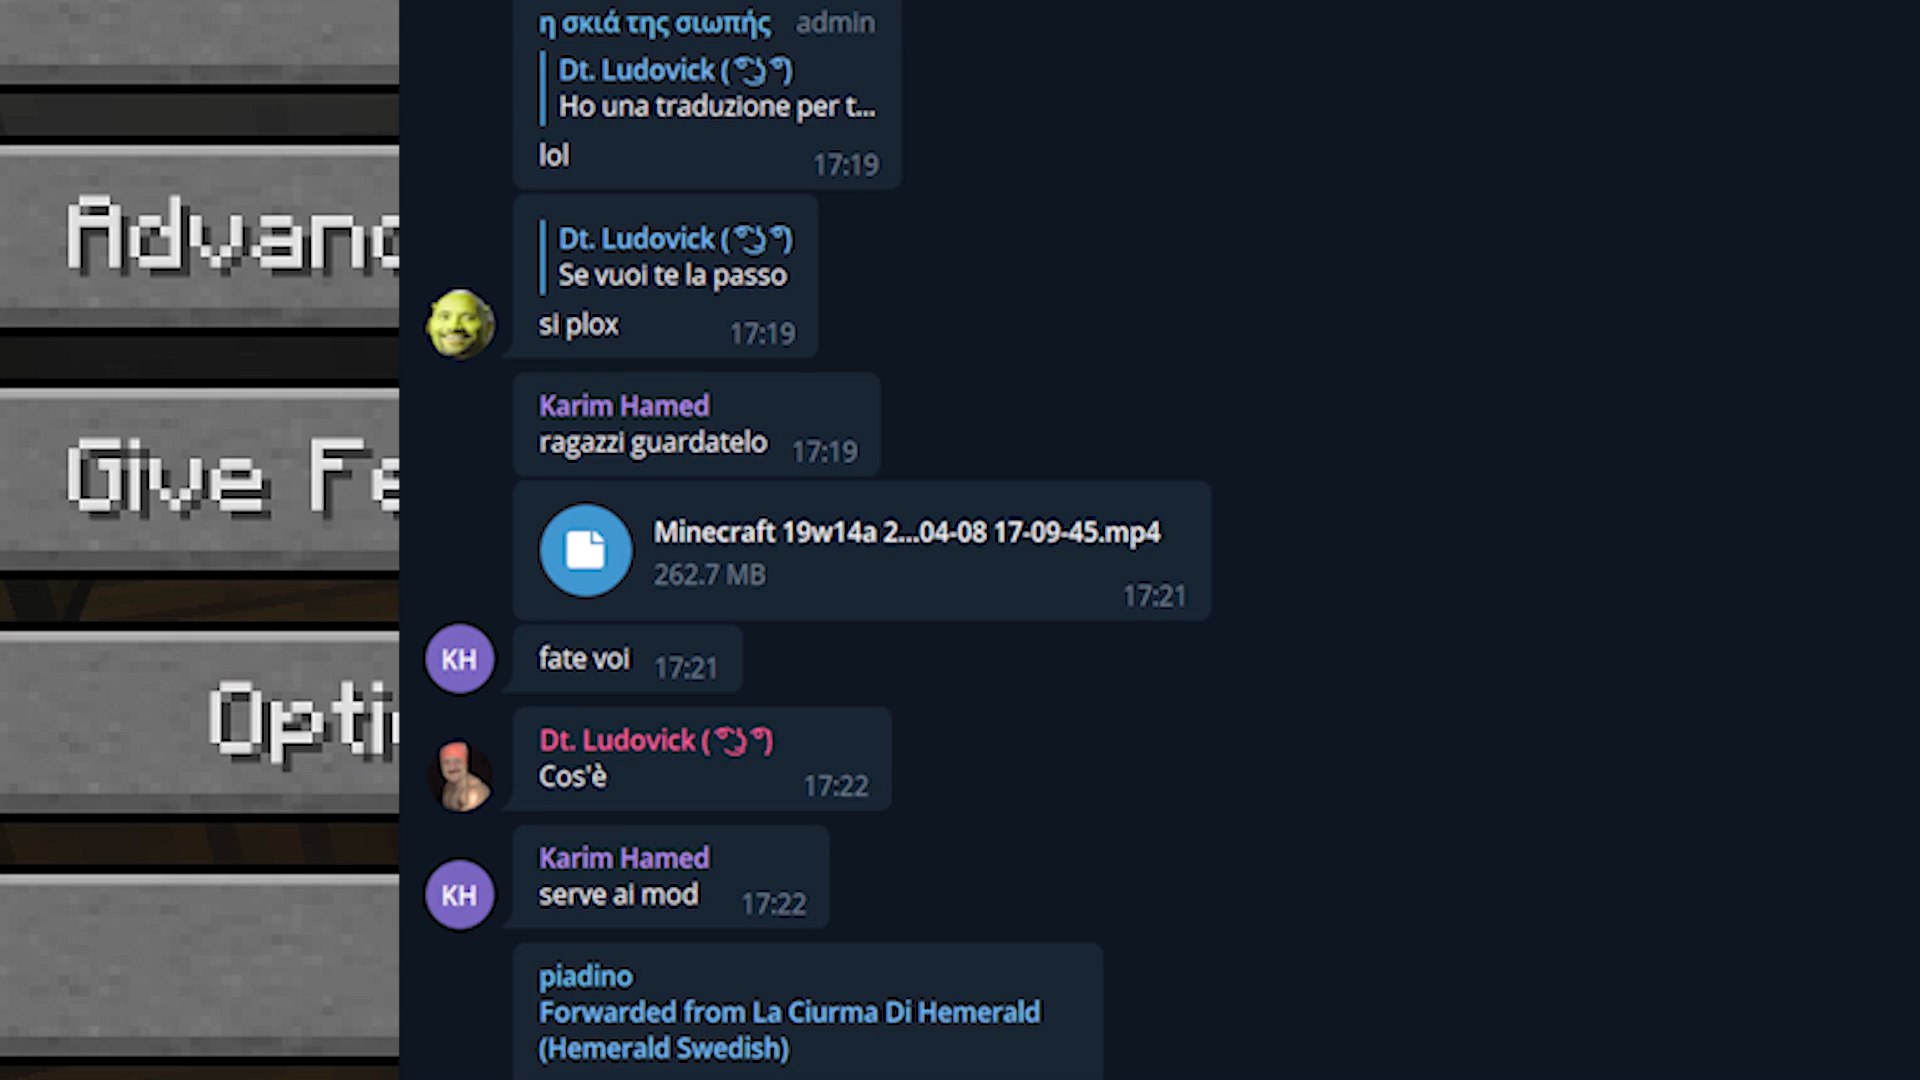 Advanc
Give Fe
Opti
η σκιά της σιωπής admin
Dt. Ludovick ( ͡° ͜ʖ ͡°)
Ho una traduzione per t...
lol 17:19
Dt. Ludovick ( ͡° ͜ʖ ͡°)
Se vuoi te la passo
si plox 17:19
Karim Hamed
ragazzi guardatelo 17:19
Minecraft 19w14a 2...04-08 17-09-45.mp4
262.7 MB
17:21
KH
fate voi 17:21
Dt. Ludovick ( ͡° ͜ʖ ͡°)
Cos'è 17:22
Karim Hamed
KH
serve ai mod 17:22
piadino
Forwarded from La Ciurma Di Hemerald
(Hemerald Swedish)